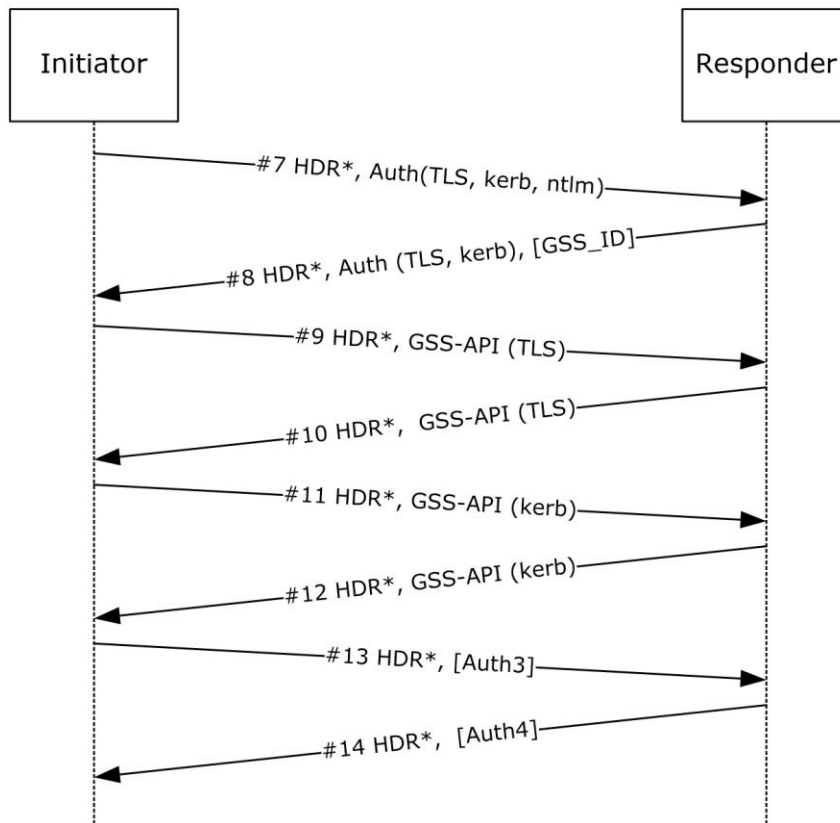 Initiator
Responder
#7 HDR*, Auth(TLS, kerb, ntlm)
#8 HDR*, Auth (TLS, kerb), [GSS_ID]
#9 HDR*, GSS-API (TLS)
#10 HDR*,  GSS-API (TLS)
#11 HDR*, GSS-API (kerb)
#12 HDR*, GSS-API (kerb)
#13 HDR*, [Auth3]
#14 HDR*,  [Auth4]